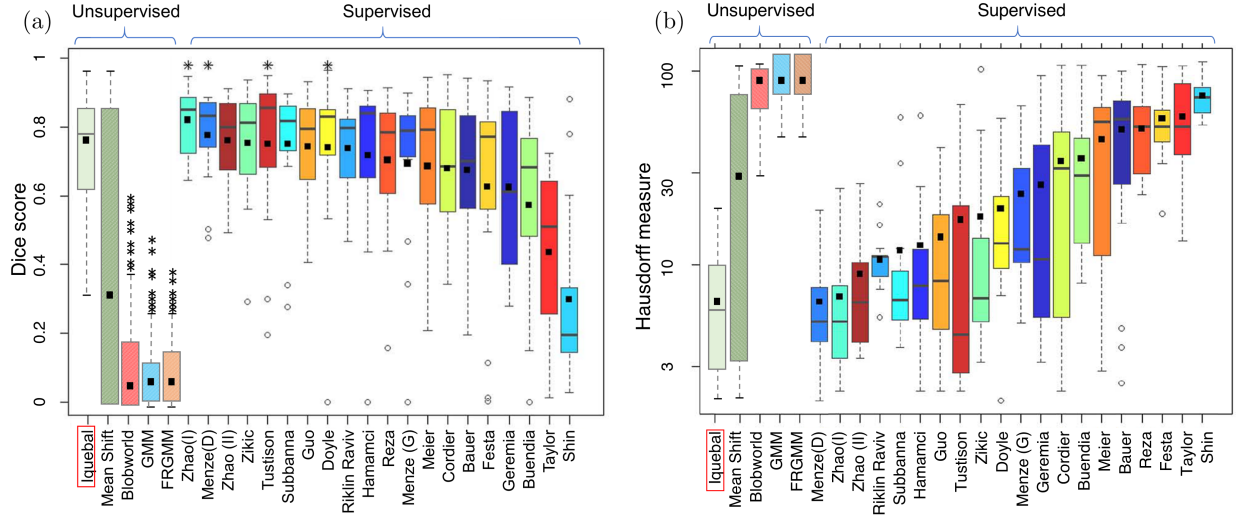 (a)
Unsupervised
Supervised
Dice score
1
0.8
0.6
0.4
0.2
0
Iquebal
Mean Shift
Blobworld
GMM
FRGMM
Zhao(I)
Menze(D)
Zhao (II)
Zikic
Tustison
Subbanna
Guo
Doyle
Riklin Raviv
Hamamci
Reza
Menze (G)
Meier
Cordier
Bauer
Festa
Geremia
Buendia
Taylor
Shin
(b)
Unsupervised
Supervised
Hausdorff measure
100
30
10
3
Iquebal
Mean Shift
Blobworld
GMM
FRGMM
Menze(D)
Zhao(I)
Zhao (II)
Riklin Raviv
Subbanna
Hamamci
Guo
Tustison
Zikic
Doyle
Menze (G)
Geremia
Cordier
Buendia
Meier
Bauer
Reza
Festa
Taylor
Shin